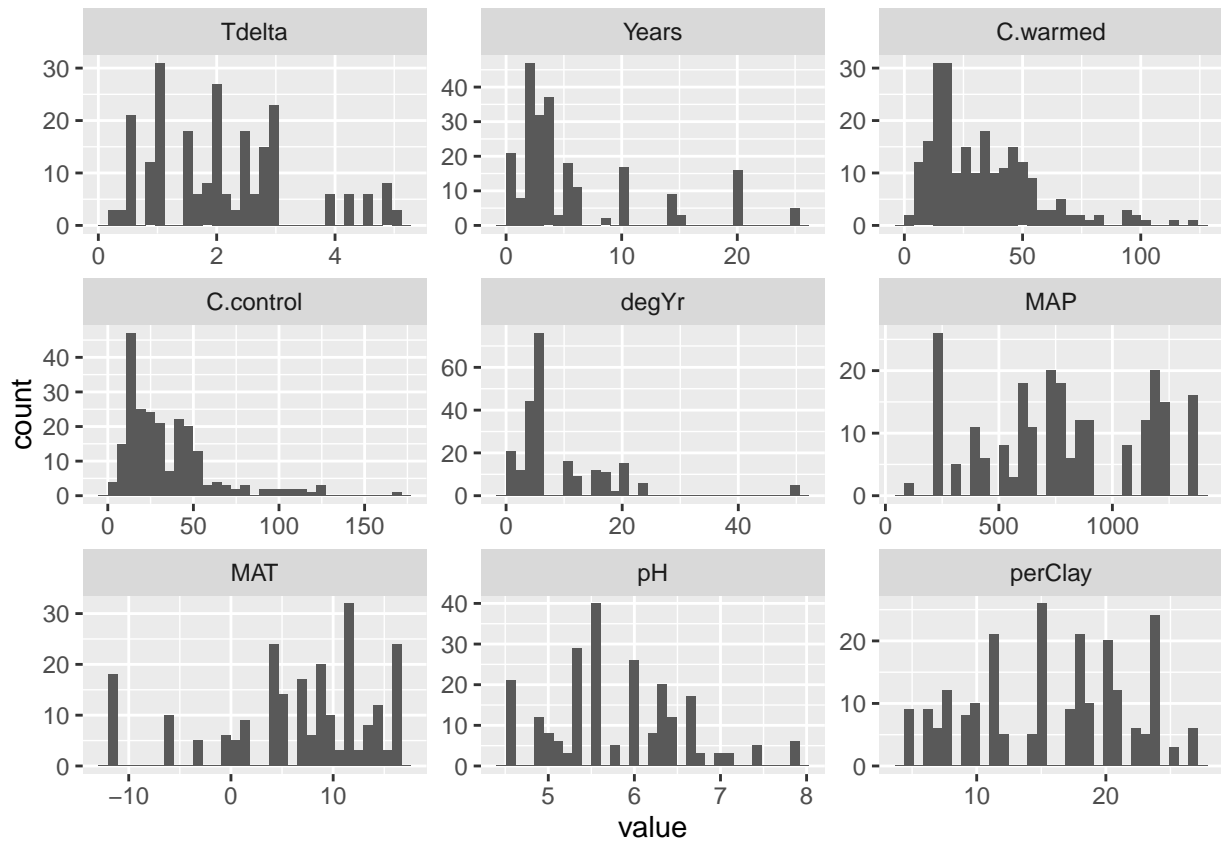 Tdelta Years C.warmed
30 40 30
20 30 20
10 20 10
0 10 0
0 2 4 0 10 20 0 50 100
C.control degYr MAP
40 60 20
30 40 10
20 20 0
10 0
0
0 50 100 150 0 20 40 0 500 1000
MAT pH perClay
30 40 20
20 30 10
10 20 0
0 10
0
−10 0 10 5 6 7 8 10 20
count
value